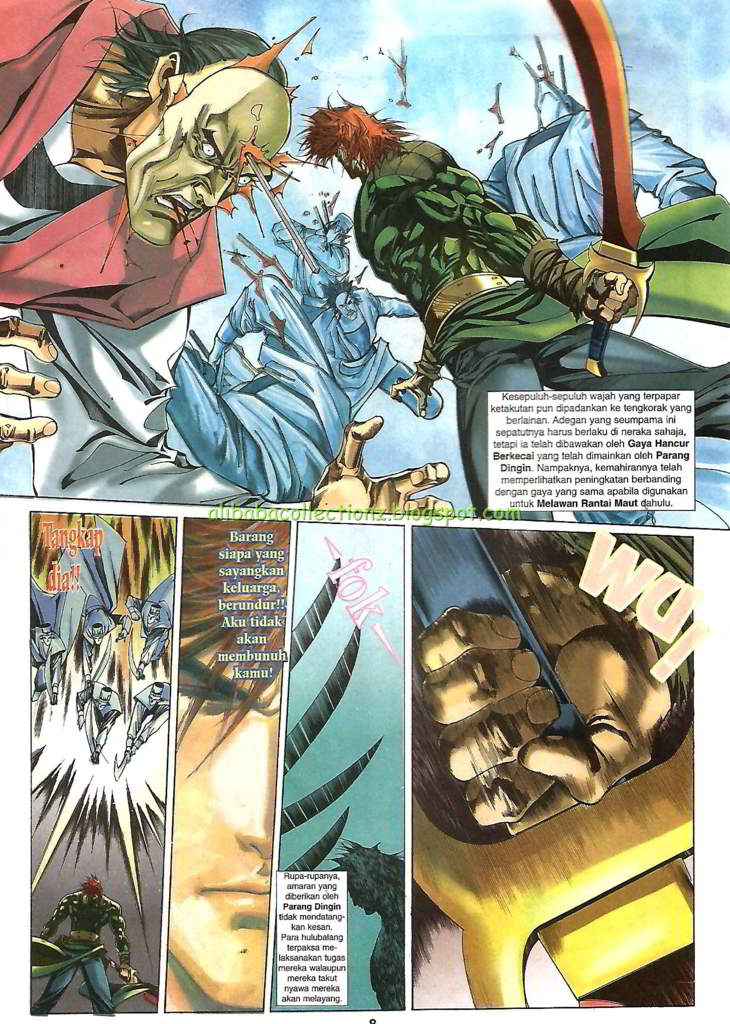 Kesepuluh-sepuluh wajah yang terpapar
ketakutan pun dipadankan ke tengkorak yang
berlainan. Adegan yang seumpama ini
sepatutnya harus berlaku di neraka sahaja,
tetapi ia telah dibawakan oleh Gaya Hancur
Berkecai yang telah dimainkan oleh Parang
Dingin. Nampaknya, kemahirannya telah
memperlihatkan peningkatan berbanding
dengan gaya yang sama apabila digunakan
untuk Melawan Rantai Maut dahulu.
alibabacollectionz.blogspot.com
Tangkap
dia!!
Barang
siapa yang
sayangkan
keluarga,
berundur!!
Aku tidak
akan
membunuh
kamu!
fok
Rupa-rupanya,
amaran yang
diberikan oleh
Parang Dingin
tidak mendatang-
kan kesan.
Para hulubalang
terpaksa me-
laksanakan tugas
mereka walaupun
mereka takut
nyawa mereka
akan melayang.
WU!
8